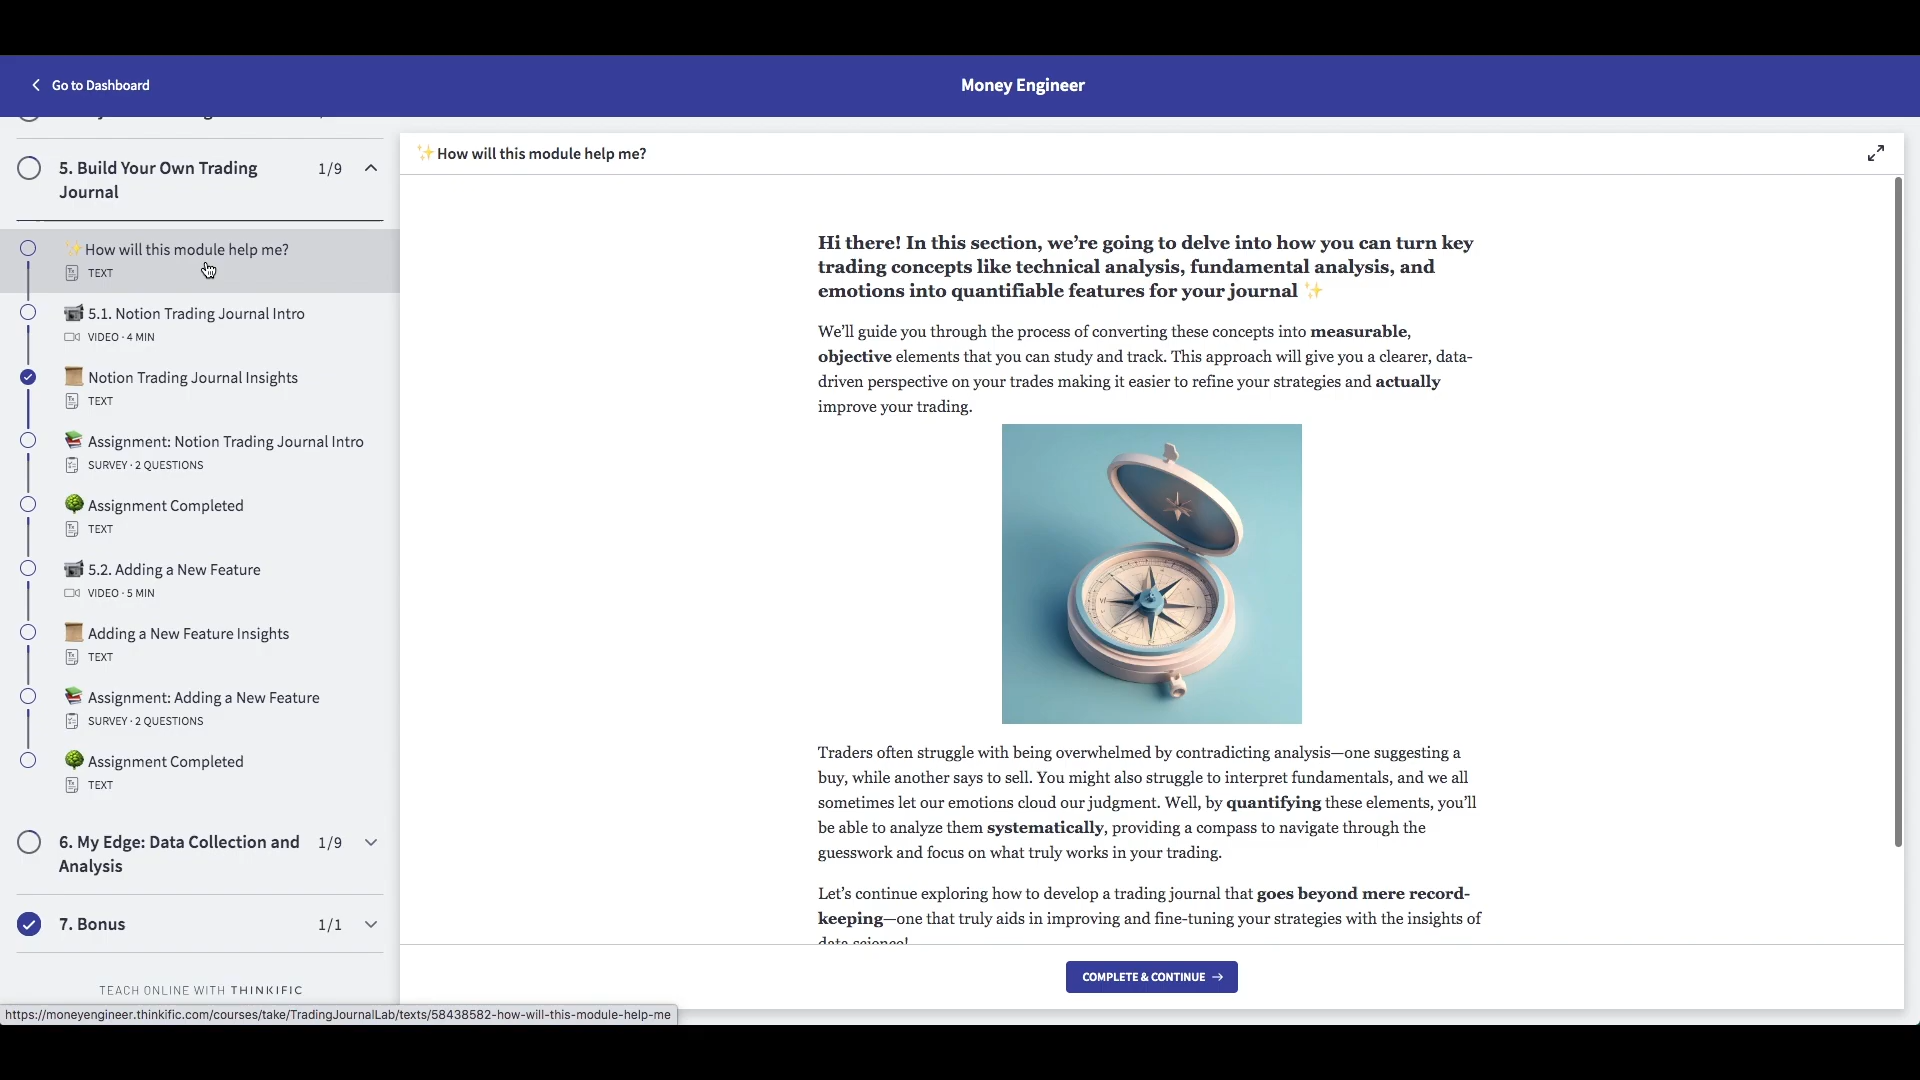 Go to Dashboard
Money Engineer
5. Build Your Own Trading
Journal
1/9
✨How will this module help me?
TEXT
5.1. Notion Trading Journal Intro
VIDEO · 4 MIN
Notion Trading Journal Insights
TEXT
Assignment: Notion Trading Journal Intro
SURVEY · 2 QUESTIONS
Assignment Completed
TEXT
5.2. Adding a New Feature
VIDEO · 5 MIN
Adding a New Feature Insights
TEXT
Assignment: Adding a New Feature
SURVEY · 2 QUESTIONS
Assignment Completed
TEXT
6. My Edge: Data Collection and
Analysis
1/9
7. Bonus
1/1
TEACH ONLINE WITH THINKIFIC
https://moneyengineer.thinkific.com/courses/take/TradingJournalLab/texts/58438582-how-will-this-module-help-me
✨How will this module help me?
Hi there! In this section, we’re going to delve into how you can turn key
trading concepts like technical analysis, fundamental analysis, and
emotions into quantifiable features for your journal ✨
We’ll guide you through the process of converting these concepts into measurable,
objective elements that you can study and track. This approach will give you a clearer, data-
driven perspective on your trades making it easier to refine your strategies and actually
improve your trading.
Traders often struggle with being overwhelmed by contradicting analysis—one suggesting a
buy, while another says to sell. You might also struggle to interpret fundamentals, and we all
sometimes let our emotions cloud our judgment. Well, by quantifying these elements, you’ll
be able to analyze them systematically, providing a compass to navigate through the
guesswork and focus on what truly works in your trading.
Let’s continue exploring how to develop a trading journal that goes beyond mere record-
keeping—one that truly aids in improving and fine-tuning your strategies with the insights of
data science!
COMPLETE & CONTINUE →